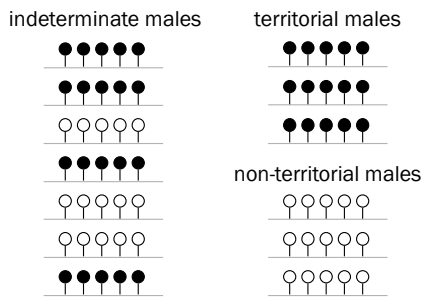 indeterminate males
territorial males
non-territorial males